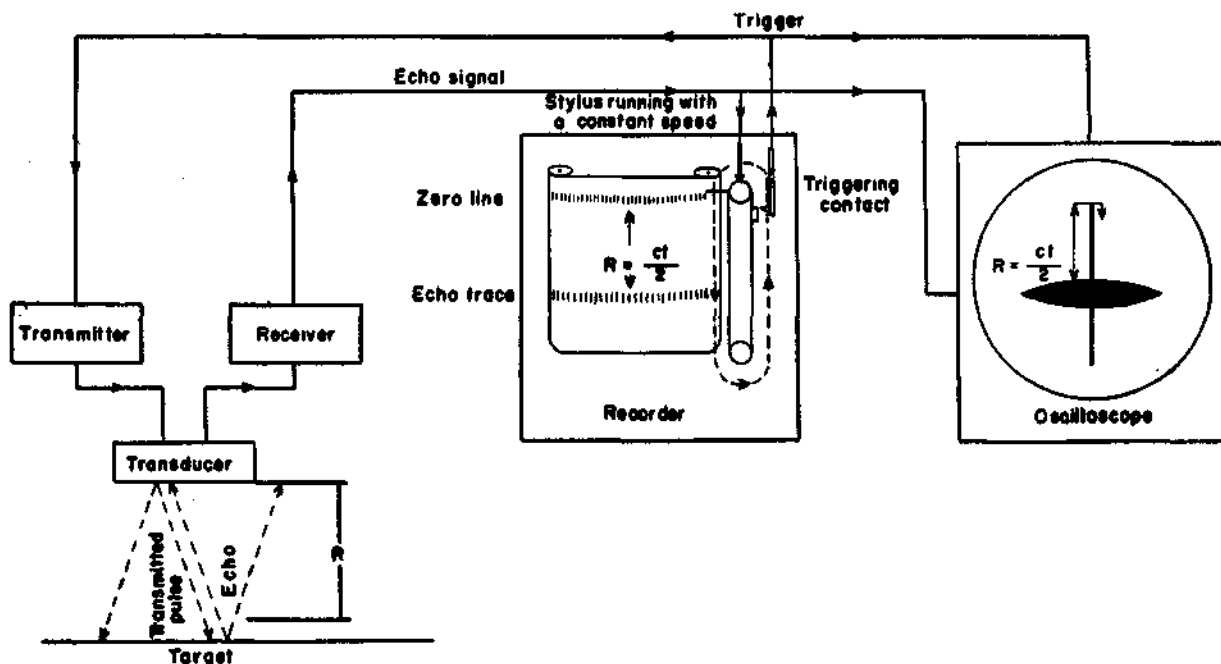 Trigger
Echo signal
Stylus running with
a constant speed
Zero line
Triggering
contact
R = ct/2
R = ct/2
Echo trace
Transmitter
Receiver
Recorder
Oscilloscope
Transducer
Transmitted
pulse
Echo
R
Target